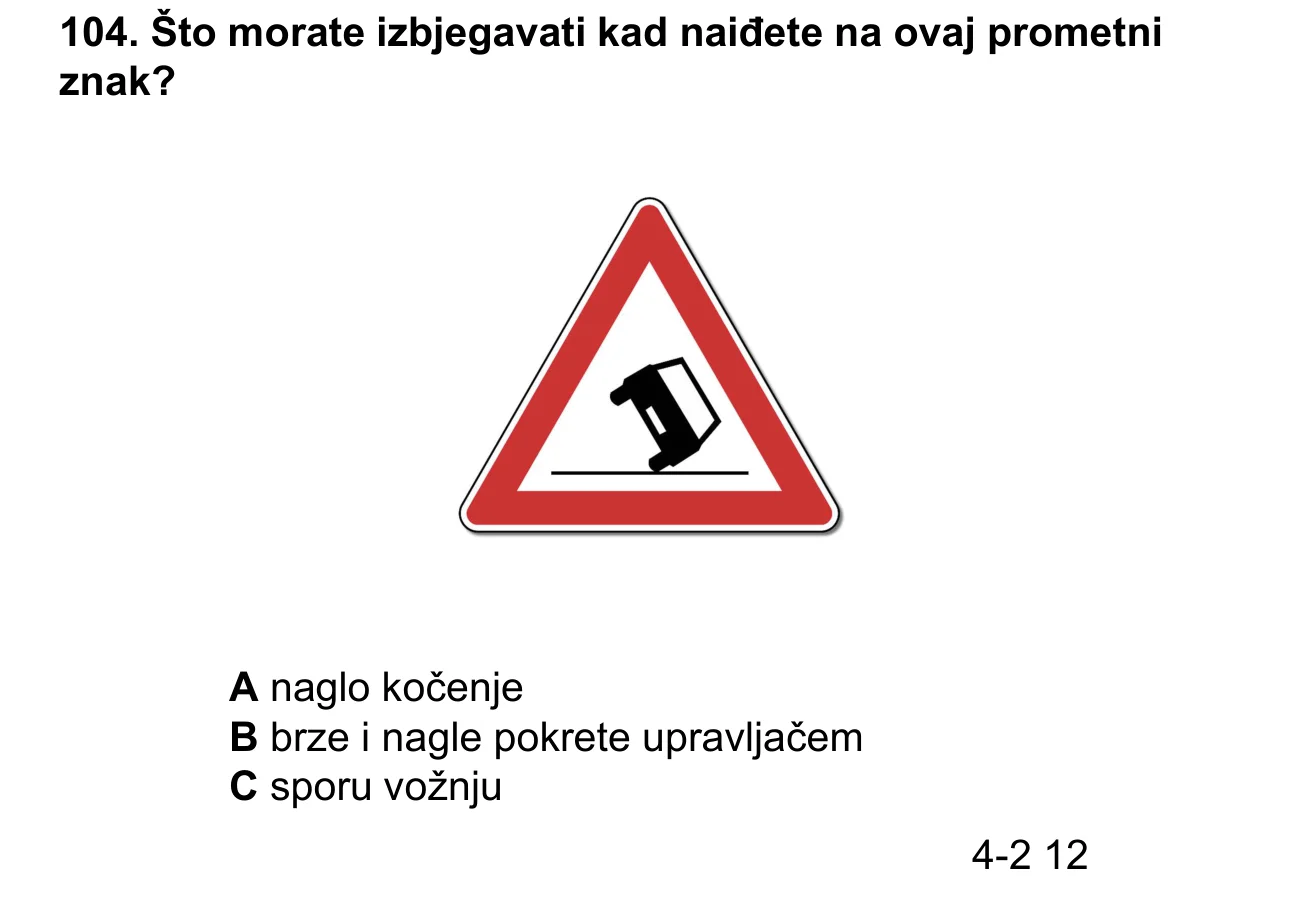 104. Što morate izbjegavati kad naiđete na ovaj prometni
znak?
A naglo kočenje
B brze i nagle pokrete upravljačem
C sporu vožnju
4-2 12